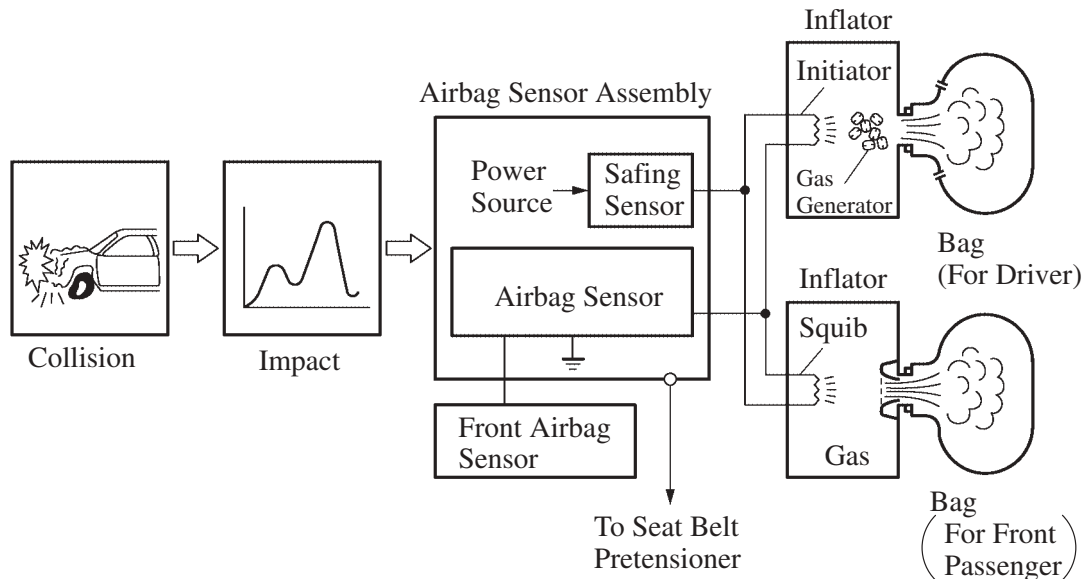 Collision
Impact
Airbag Sensor Assembly
Power
Source
Safing
Sensor
Airbag Sensor
Front Airbag
Sensor
To Seat Belt
Pretensioner
Inflator
Initiator
Gas
Generator
Bag
(For Driver)
Inflator
Squib
Gas
Bag
(For Front
Passenger)